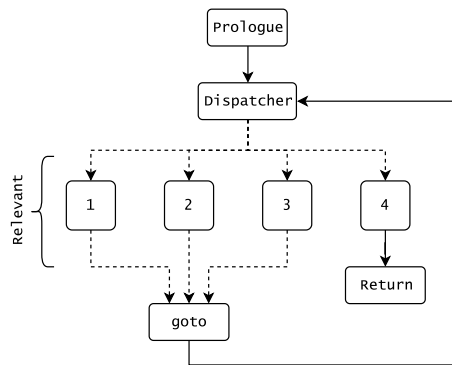 Prologue
Dispatcher
Relevant
1
2
3
4
Return
goto